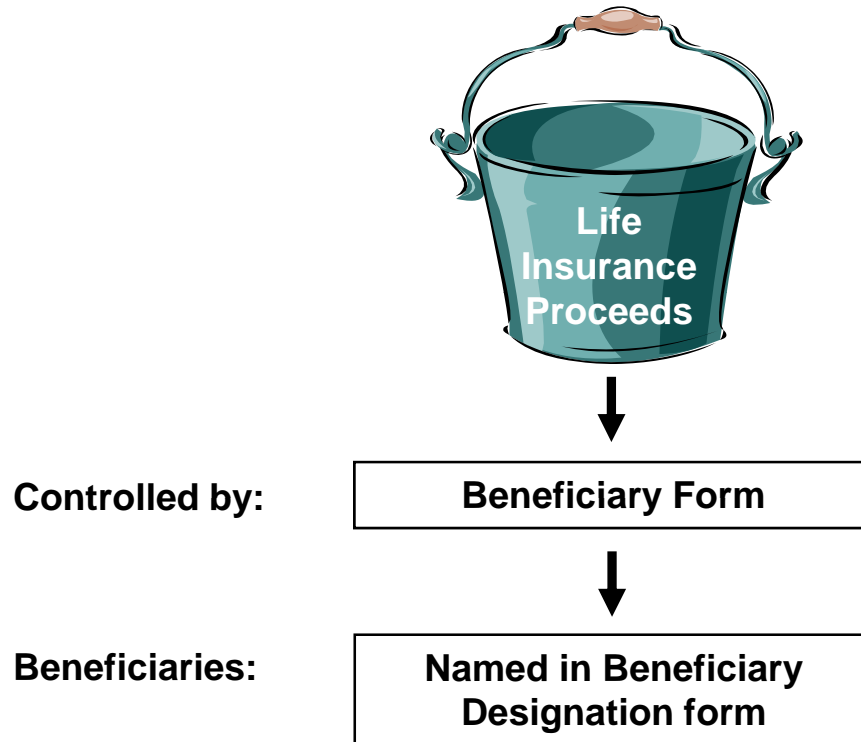 Life
Insurance
Proceeds
Controlled by:
Beneficiary Form
Beneficiaries:
Named in Beneficiary
Designation form